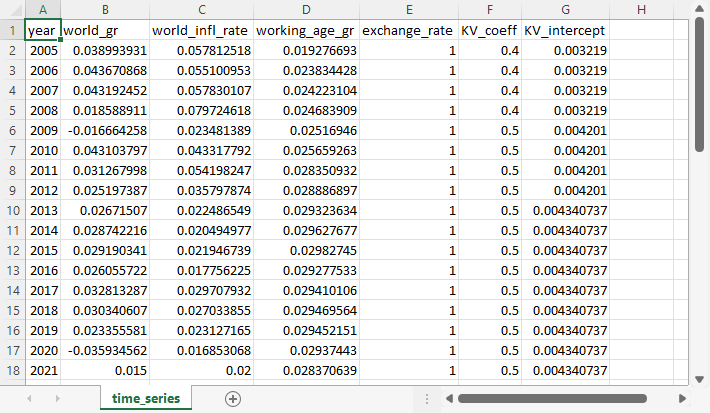 A B C D E F G H
1 year world_gr world_infl_rate working_age_gr exchange_rate KV_coeff KV_intercept
2 2005 0.038993931 0.057812518 0.019276693 1 0.4 0.003219
3 2006 0.043670868 0.055100953 0.023834428 1 0.4 0.003219
4 2007 0.043192452 0.057830107 0.024223104 1 0.4 0.003219
5 2008 0.018588911 0.079724618 0.024683909 1 0.4 0.003219
6 2009 -0.016664258 0.023481389 0.02516946 1 0.5 0.004201
7 2010 0.043103797 0.043317792 0.025659263 1 0.5 0.004201
8 2011 0.031267998 0.054198247 0.028350932 1 0.5 0.004201
9 2012 0.025197387 0.035797874 0.028886897 1 0.5 0.004201
10 2013 0.02671507 0.022486549 0.029323634 1 0.5 0.004340737
11 2014 0.028742216 0.020494977 0.029627677 1 0.5 0.004340737
12 2015 0.029190341 0.021946739 0.02982745 1 0.5 0.004340737
13 2016 0.026055722 0.017756225 0.029277533 1 0.5 0.004340737
14 2017 0.032813287 0.029707932 0.029410106 1 0.5 0.004340737
15 2018 0.030340607 0.027033855 0.029469564 1 0.5 0.004340737
16 2019 0.023355581 0.023127165 0.029452151 1 0.5 0.004340737
17 2020 -0.035934562 0.016853068 0.02937443 1 0.5 0.004340737
18 2021 0.015 0.02 0.028370639 1 0.5 0.004340737
time_series